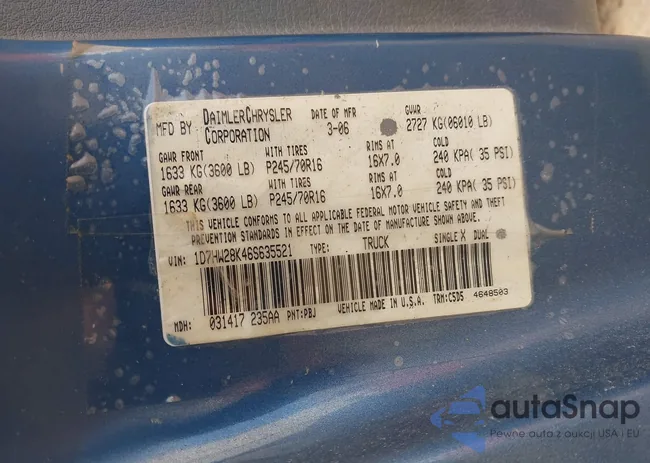 MFD BY DAIMLERCHRYSLER CORPORATION DATE OF MFR 3-06 GVWR 2727 KG(06010 LB)
GAWR FRONT WITH TIRES RIMS AT COLD
1633 KG(3600 LB) P245/70R16 16X7.0 240 KPA( 35 PSI)
GAWR REAR WITH TIRES RIMS AT COLD
1633 KG(3600 LB) P245/70R16 16X7.0 240 KPA( 35 PSI)
THIS VEHICLE CONFORMS TO ALL APPLICABLE FEDERAL MOTOR VEHICLE SAFETY AND THEFT
PREVENTION STANDARDS IN EFFECT ON THE DATE OF MANUFACTURE SHOWN ABOVE.
VIN: 1D7HW28K46S635521 TYPE: TRUCK SINGLE X DUAL
MDH: 031417 235AA PNT:PBJ VEHICLE MADE IN U.S.A. TRM:C5D5 4648503
autaSnap
Pewne auta z aukcji USA i EU